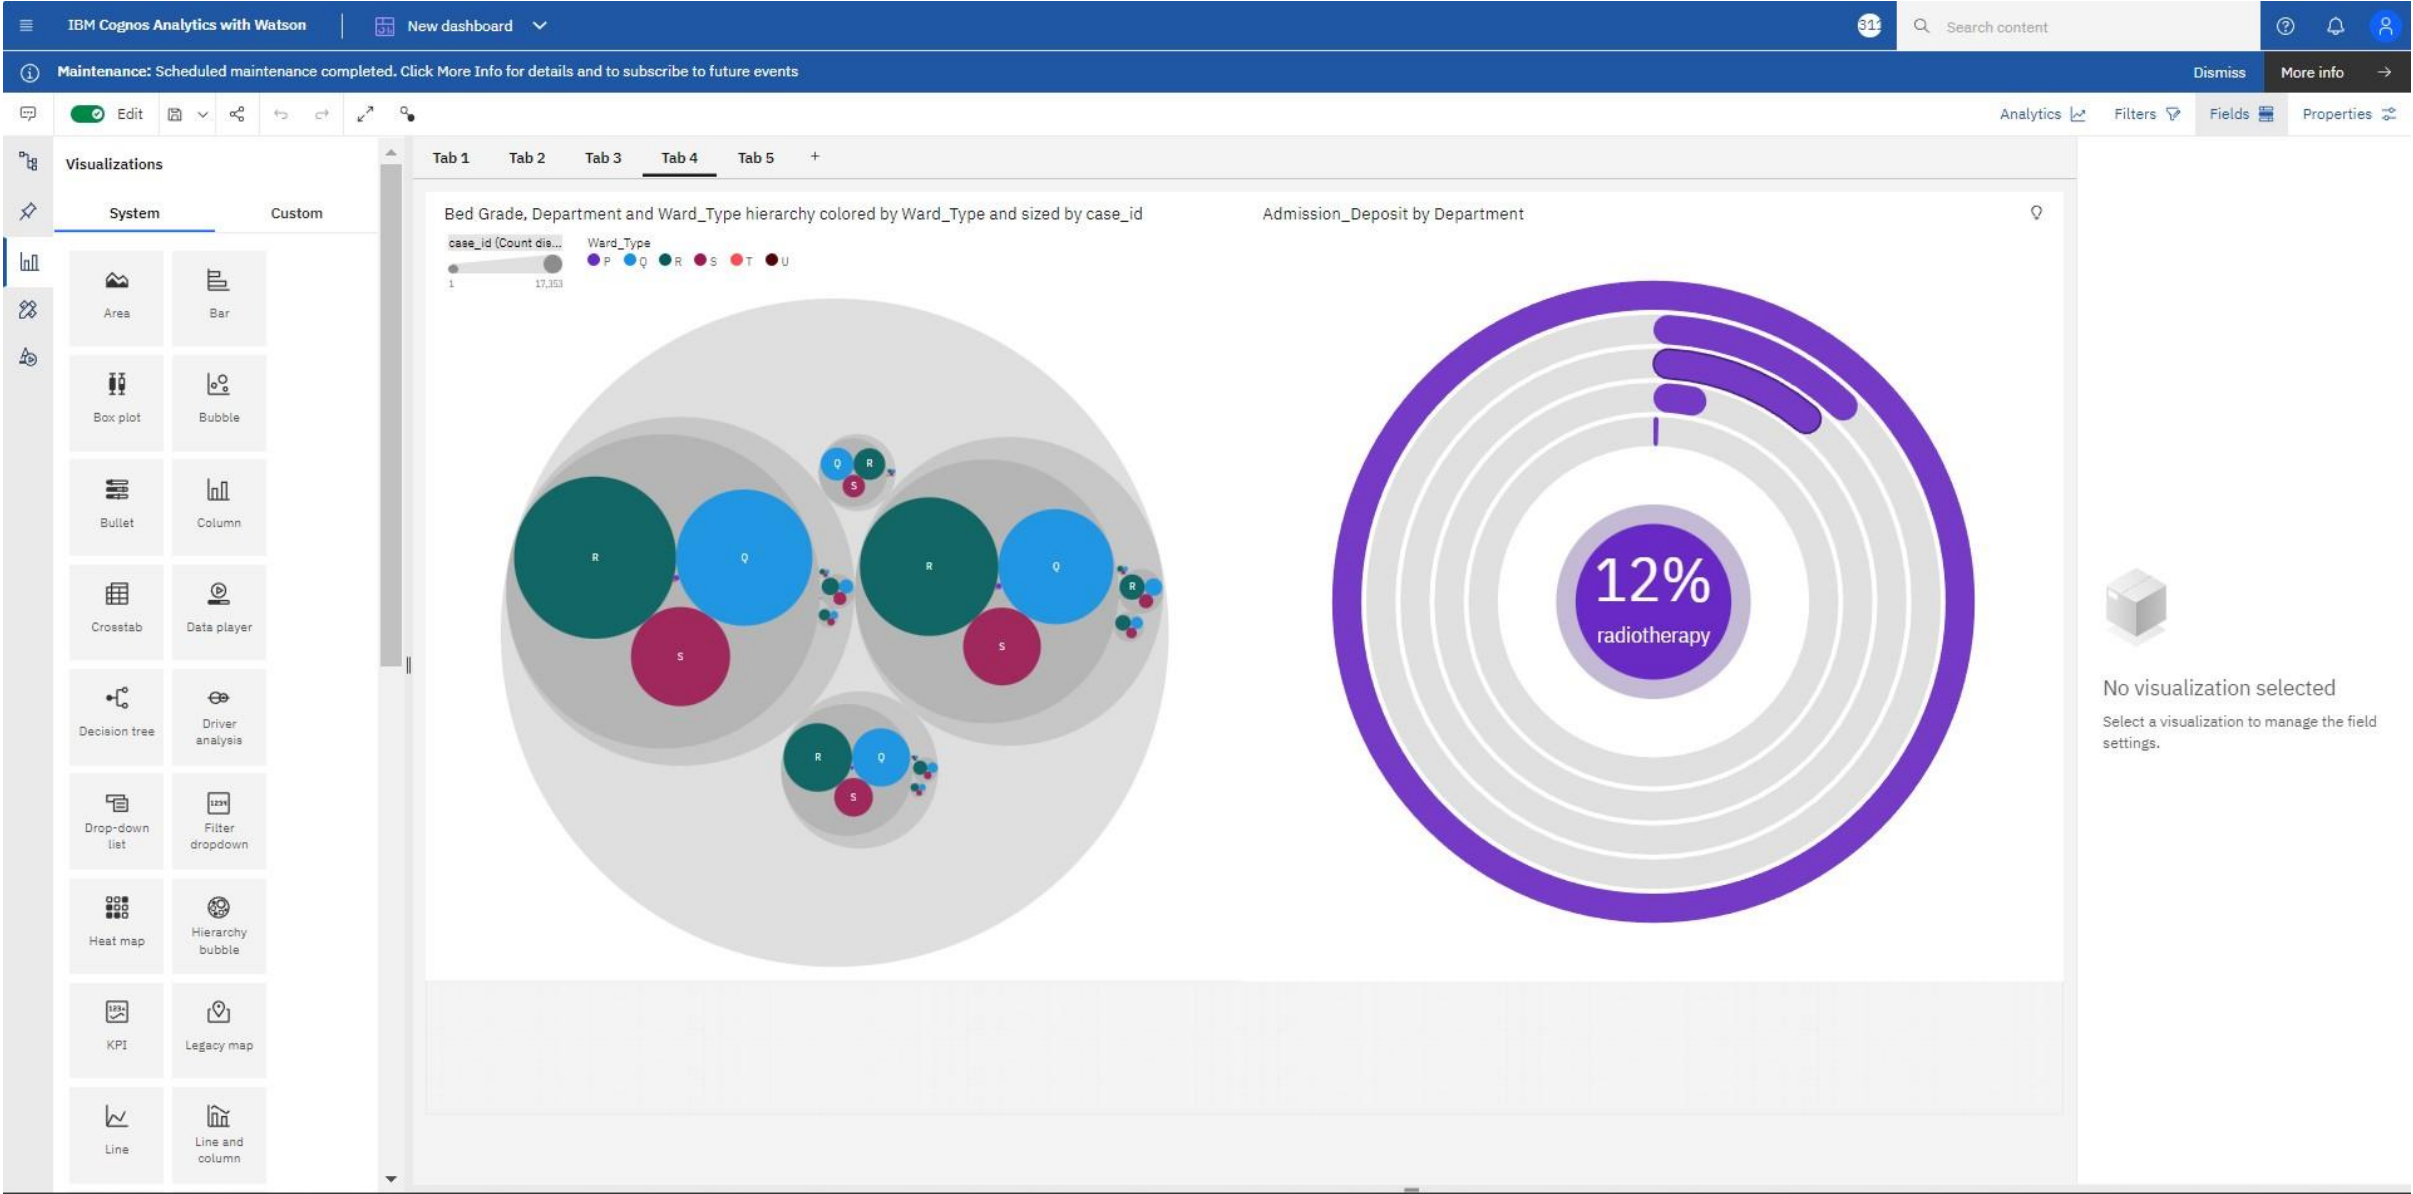 IBM Cognos Analytics with Watson
New dashboard
Search content
Maintenance: Scheduled maintenance completed. Click More Info for details and to subscribe to future events
Dismiss
More info
Edit
Analytics
Filters
Fields
Properties
Visualizations
System
Custom
Area
Bar
Box plot
Bubble
Bullet
Column
Crosstab
Data player
Decision tree
Driver
analysis
Drop-down
list
Filter
dropdown
Heat map
Hierarchy
bubble
KPI
Legacy map
Line
Line and
column
Tab 1
Tab 2
Tab 3
Tab 4
Tab 5
+
Bed Grade, Department and Ward_Type hierarchy colored by Ward_Type and sized by case_id
case_id (Count dis...
1
17,353
Ward_Type
P Q R S T U
Q R
S
R Q
S
R Q
S
R
R Q
S
Admission_Deposit by Department
12%
radiotherapy
No visualization selected
Select a visualization to manage the field
settings.